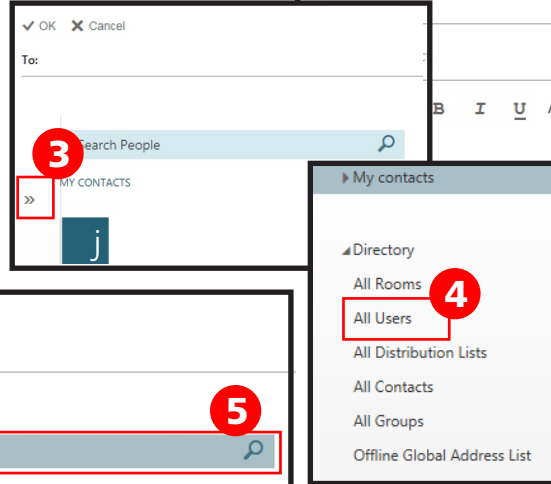 ✓ OK ✕ Cancel
To:
B I U
3
Search People
MY CONTACTS
»
j
My contacts
Directory
All Rooms
4
All Users
All Distribution Lists
All Contacts
All Groups
Offline Global Address List
5